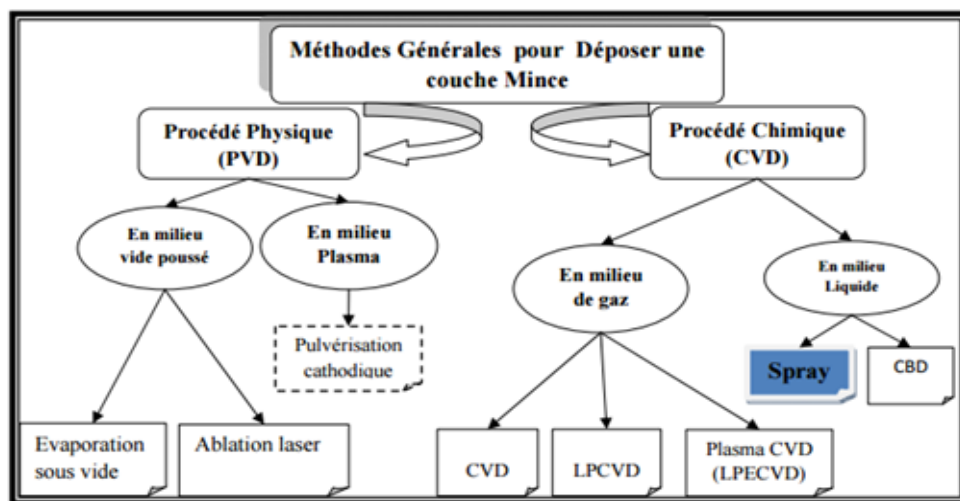 Méthodes Générales pour Déposer une
couche Mince
Procédé Physique
(PVD)
Procédé Chimique
(CVD)
En milieu
vide poussé
En milieu
Plasma
En milieu
de gaz
En milieu
Liquide
Pulvérisation
cathodique
Spray
CBD
Evaporation
sous vide
Ablation laser
CVD
LPCVD
Plasma CVD
(LPECVD)